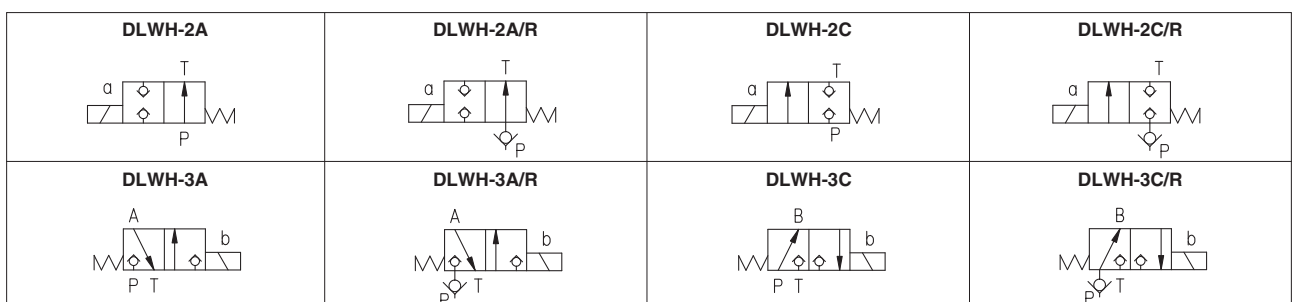 DLWH-2A
DLWH-2A/R
DLWH-2C
DLWH-2C/R
T
a
P
T
a
P
T
a
P
T
a
P
DLWH-3A
DLWH-3A/R
DLWH-3C
DLWH-3C/R
A
b
P T
A
b
P T
B
b
P T
B
b
P T